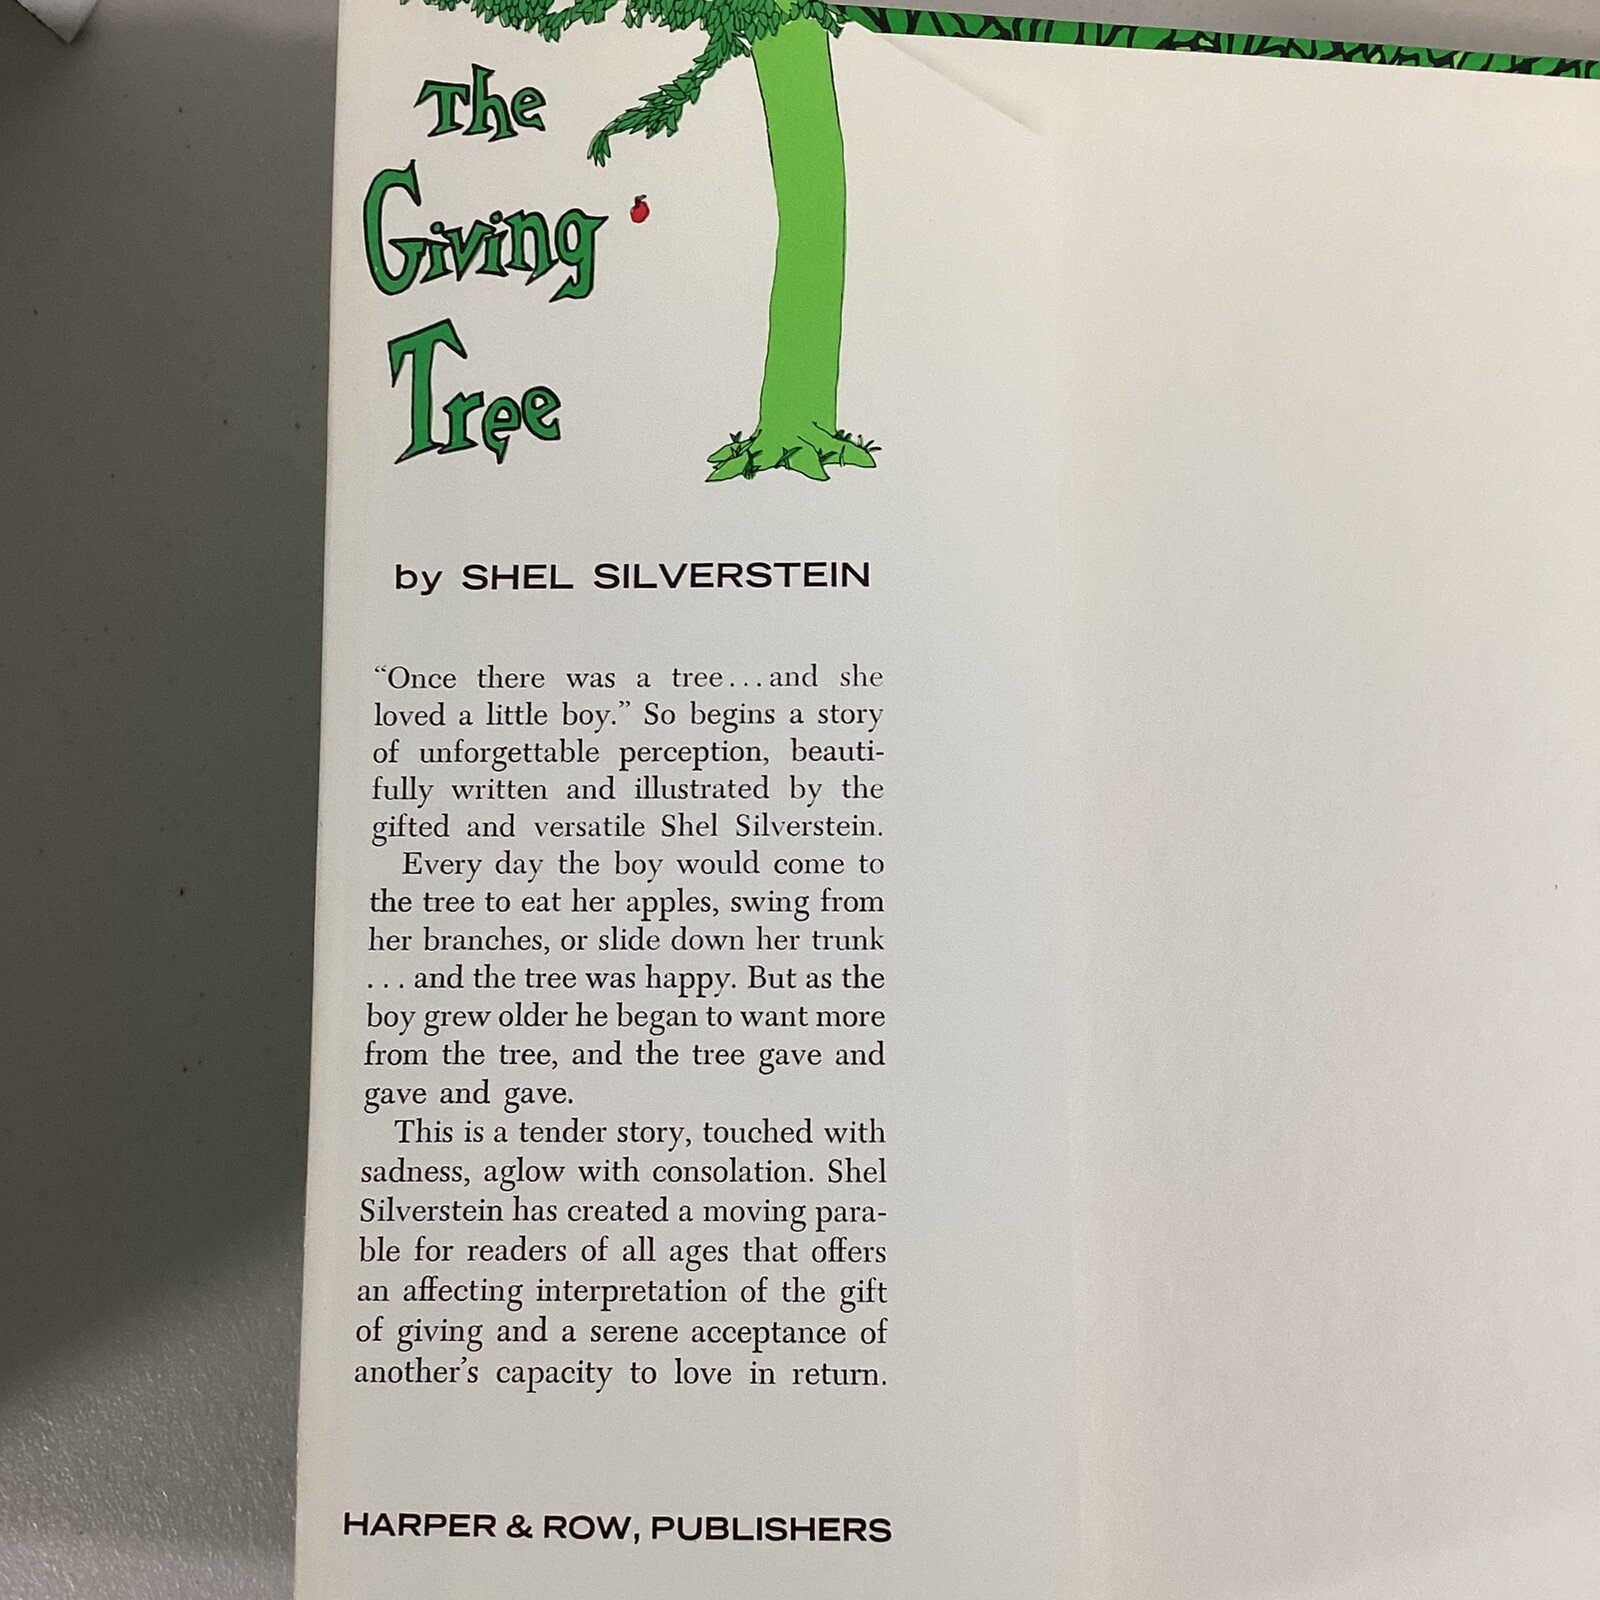 The
Giving
Tree
by SHEL SILVERSTEIN
“Once there was a tree...and she
loved a little boy.” So begins a story
of unforgettable perception, beauti-
fully written and illustrated by the
gifted and versatile Shel Silverstein.
Every day the boy would come to
the tree to eat her apples, swing from
her branches, or slide down her trunk
...and the tree was happy. But as the
boy grew older he began to want more
from the tree, and the tree gave and
gave and gave.
This is a tender story, touched with
sadness, aglow with consolation. Shel
Silverstein has created a moving para-
ble for readers of all ages that offers
an affecting interpretation of the gift
of giving and a serene acceptance of
another’s capacity to love in return.
HARPER & ROW, PUBLISHERS